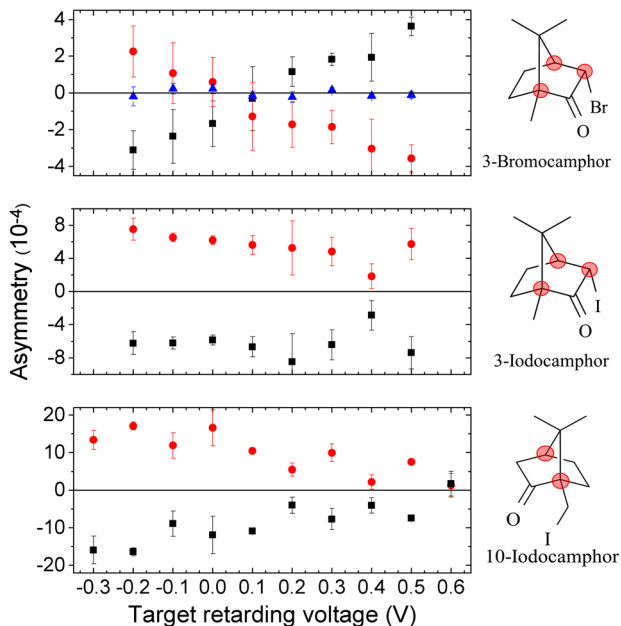 4
2
0
-2
-4
Br
O
3-Bromocamphor
8
4
0
-4
-8
I
O
3-Iodocamphor
Asymmetry (10-4)
20
10
0
-10
-20
O
I
10-Iodocamphor
-0.3 -0.2 -0.1 0.0 0.1 0.2 0.3 0.4 0.5 0.6
Target retarding voltage (V)